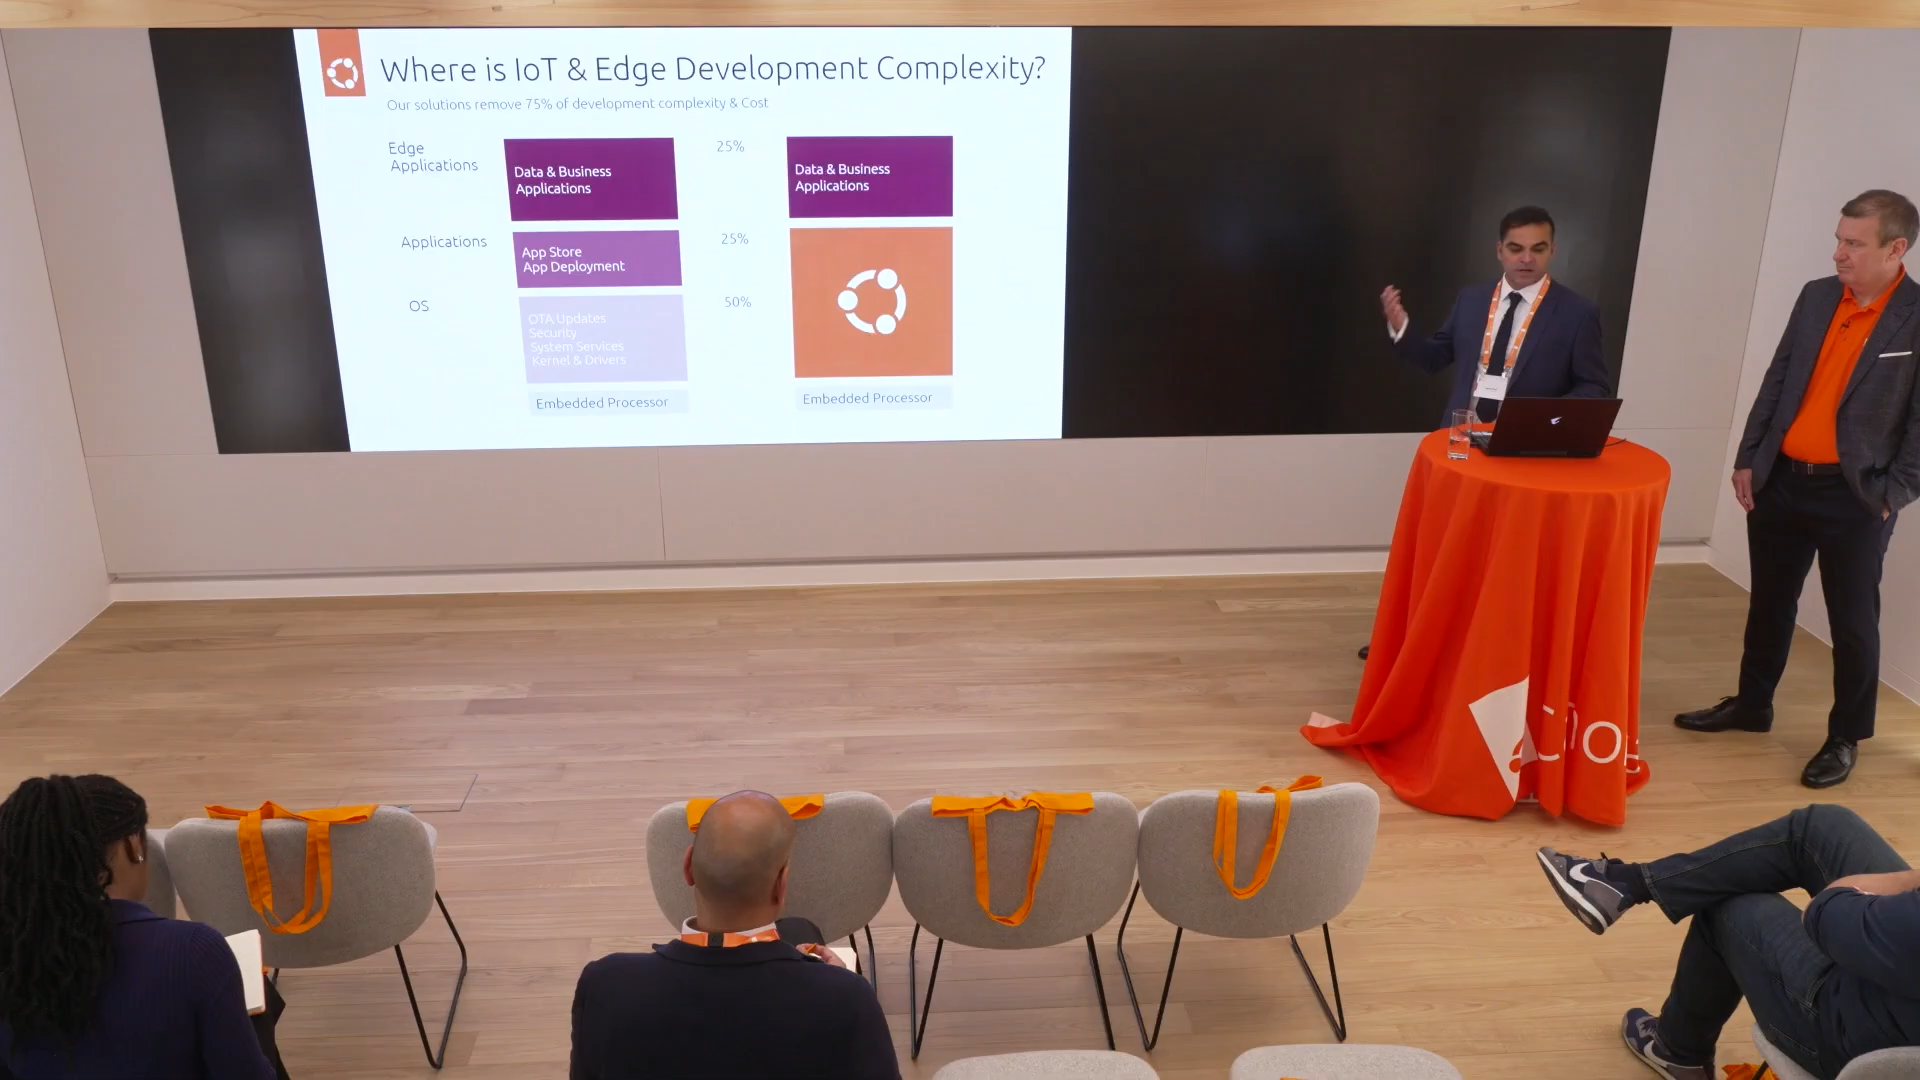 Where is IoT & Edge Development Complexity?
Our solutions remove 75% of development complexity & Cost
Edge
Applications
Data & Business
Applications
25%
Data & Business
Applications
Applications
App Store
App Deployment
25%
OS
OTA Updates
Security
System Services
Kernel & Drivers
50%
Embedded Processor
Embedded Processor